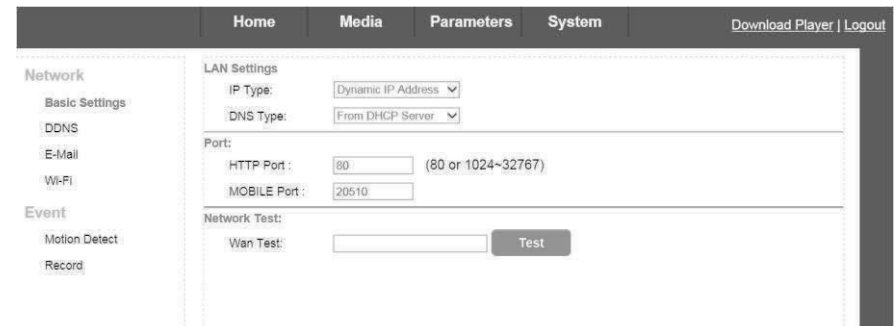 Home Media Parameters System Download Player | Logout
Network
Basic Settings
DDNS
E-Mail
Wi-Fi
Event
Motion Detect
Record
LAN Settings
IP Type: Dynamic IP Address
DNS Type: From DHCP Server
Port:
HTTP Port : 80 (80 or 1024~32767)
MOBILE Port : 20510
Network Test:
Wan Test: Test